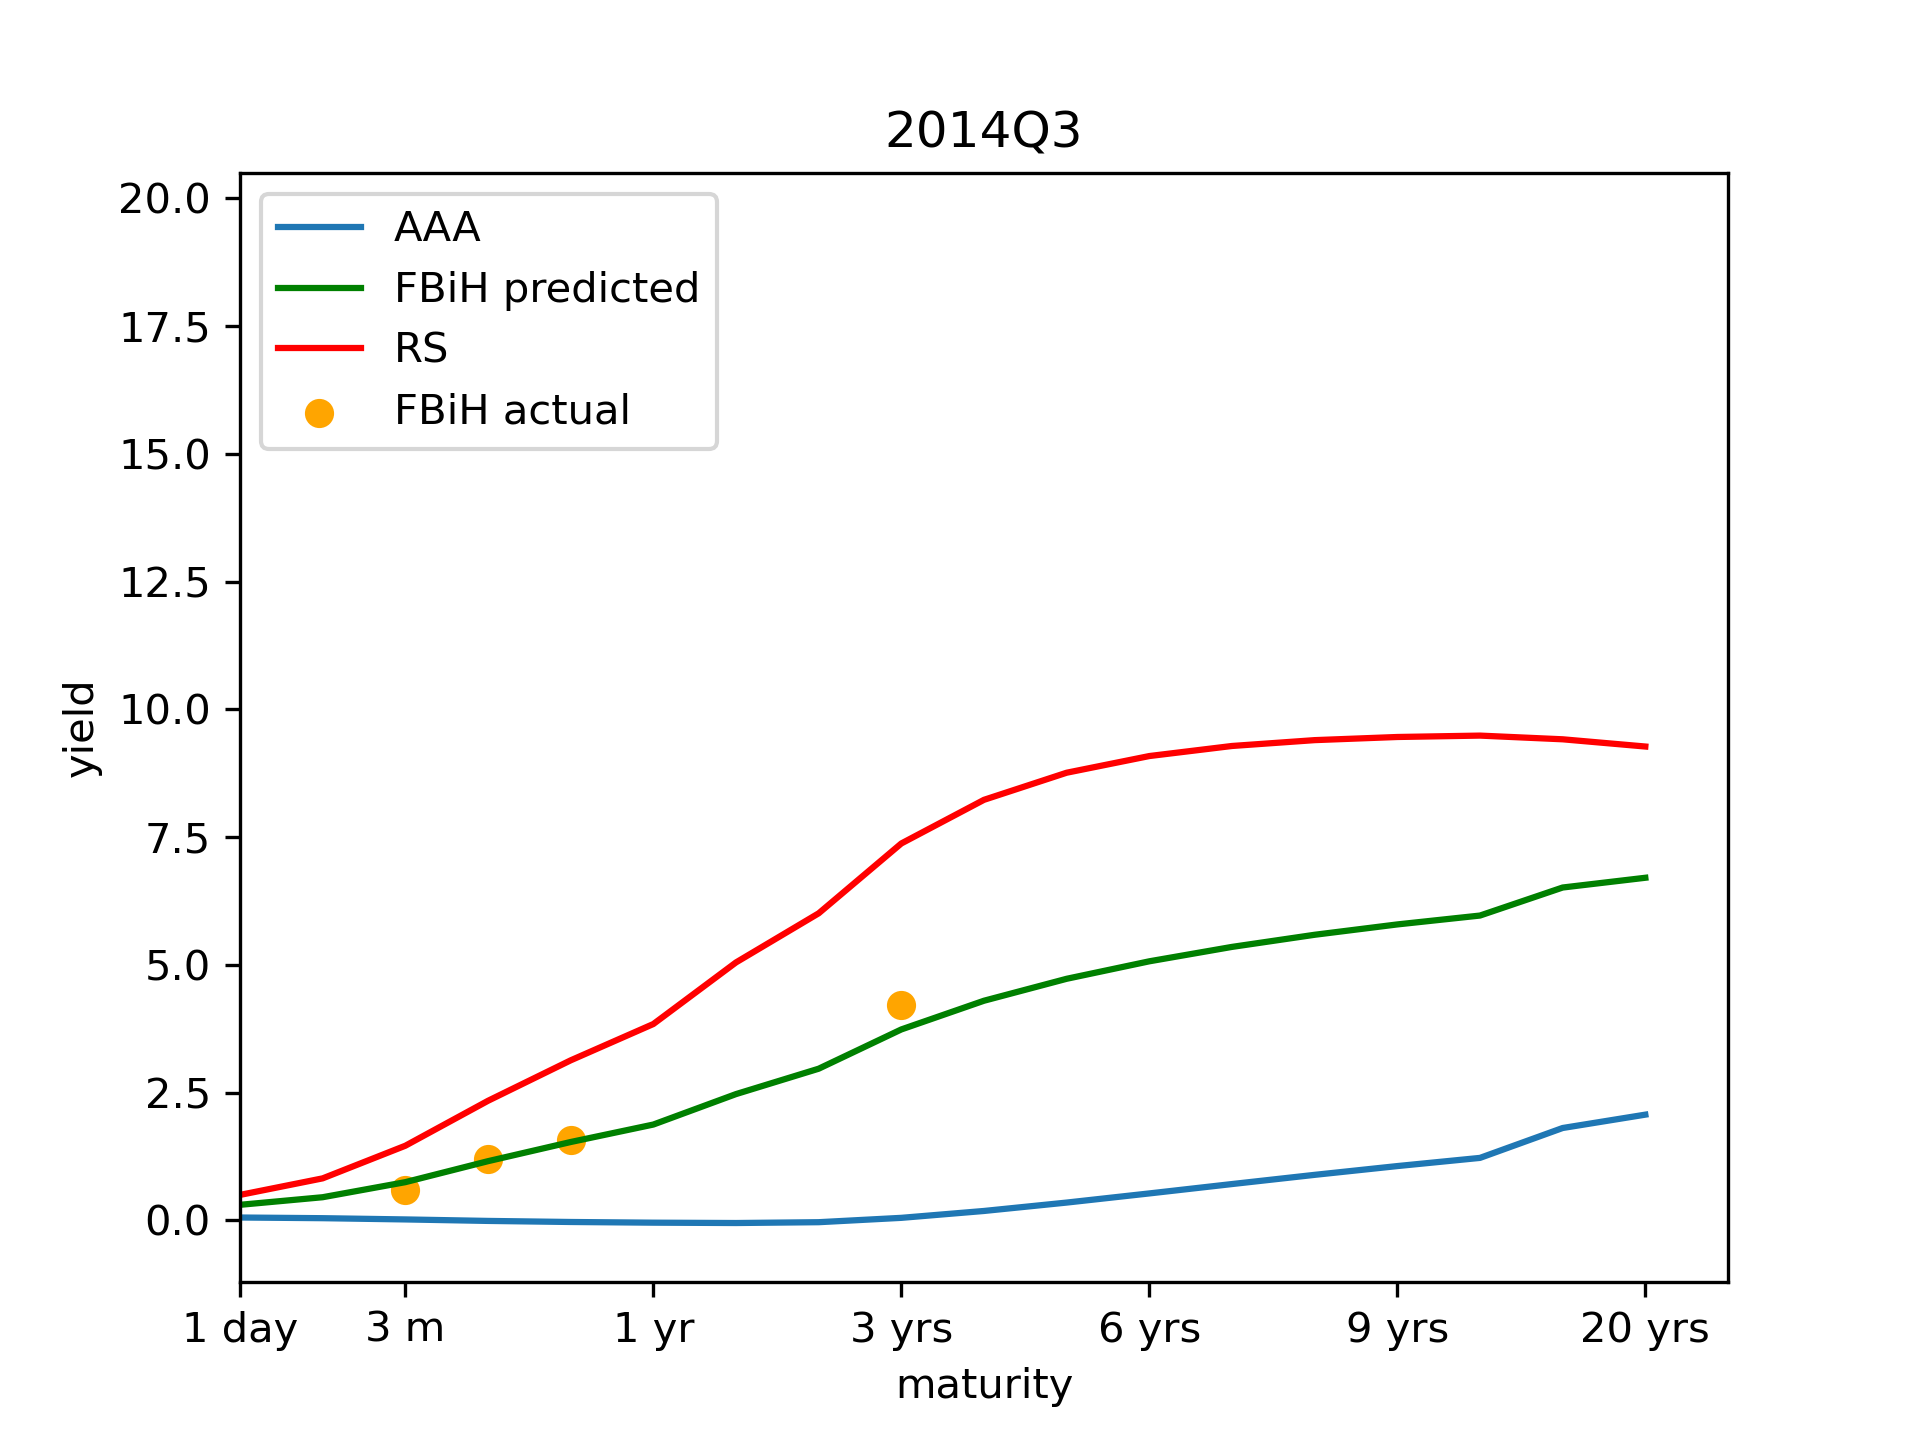 2014Q3
20.0
17.5
15.0
12.5
10.0
7.5
5.0
2.5
0.0
yield
AAA
FBiH predicted
RS
FBiH actual
1 day 3 m 1 yr 3 yrs 6 yrs 9 yrs 20 yrs
maturity